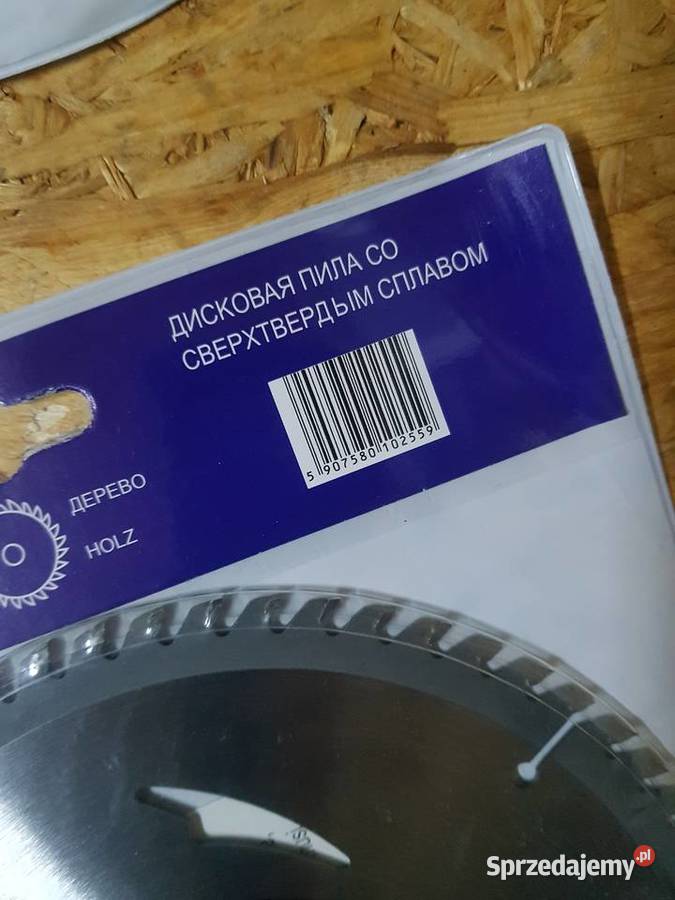 ДИСКОВАЯ ПИЛА СО
СВЕРХТВЕРДЫМ СПЛАВОМ
5 907580 102559
ДЕРЕВО
HOLZ
Sprzedajemy.pl